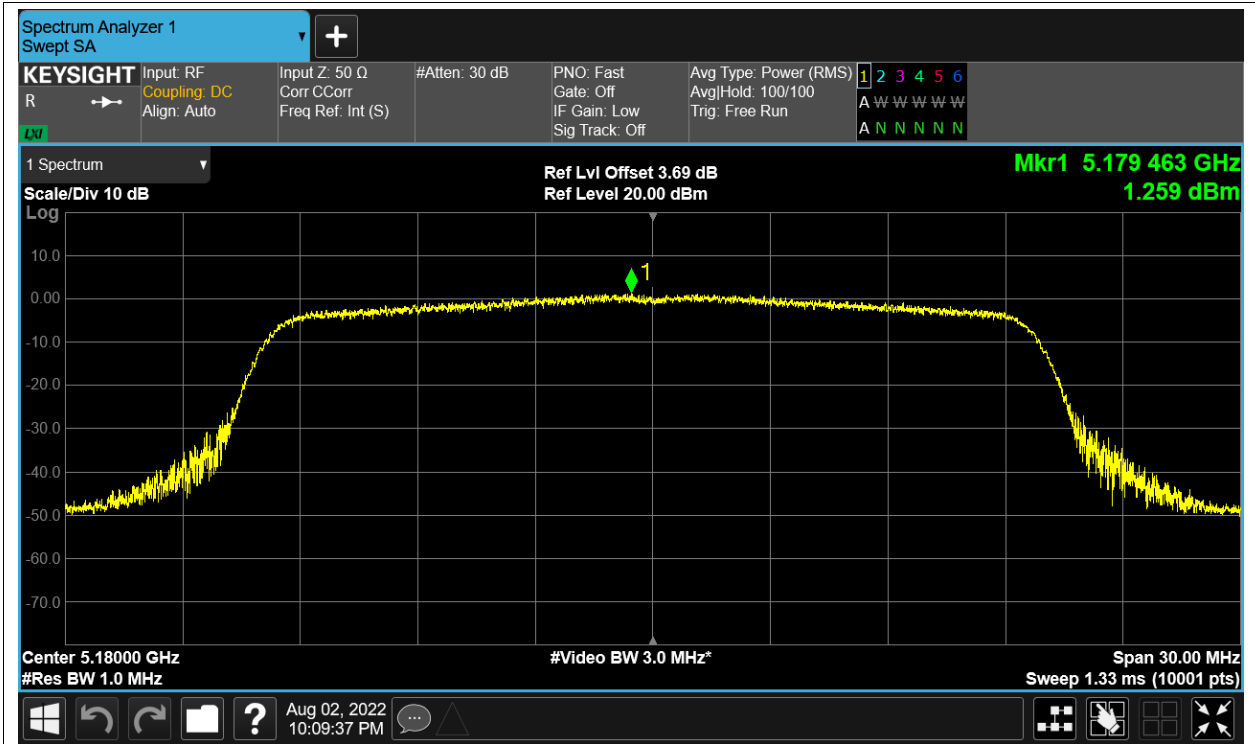 Spectrum Analyzer 1
Swept SA
KEYSIGHT
R
LXI
Input: RF
Coupling: DC
Align: Auto
Input Z: 50 Ω
Corr CCorr
Freq Ref: Int (S)
#Atten: 30 dB
PNO: Fast
Gate: Off
IF Gain: Low
Sig Track: Off
Avg Type: Power (RMS)
Avg|Hold: 100/100
Trig: Free Run
1 2 3 4 5 6
A W W W W W
A N N N N N
1 Spectrum
Scale/Div 10 dB
Log
Ref Lvl Offset 3.69 dB
Ref Level 20.00 dBm
Mkr1 5.179 463 GHz
1.259 dBm
1
10.0
0.00
-10.0
-20.0
-30.0
-40.0
-50.0
-60.0
-70.0
Center 5.18000 GHz
#Res BW 1.0 MHz
#Video BW 3.0 MHz*
Span 30.00 MHz
Sweep 1.33 ms (10001 pts)
?
Aug 02, 2022
10:09:37 PM